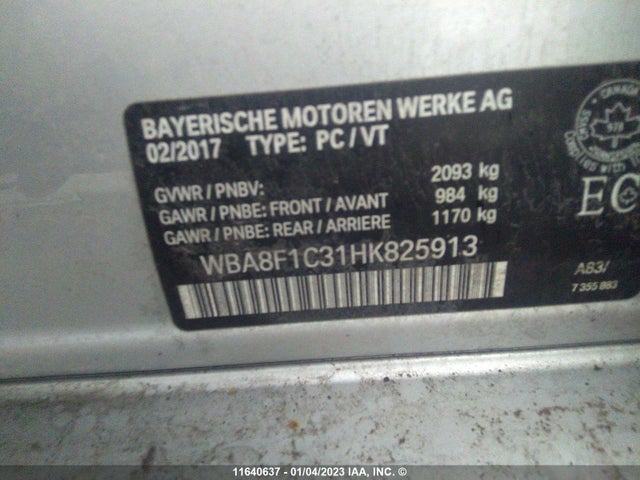 BAYERISCHE MOTOREN WERKE AG
02/2017 TYPE: PC / VT
GVWR / PNBV: 2093 kg
GAWR / PNBE: FRONT / AVANT 984 kg
GAWR / PNBE: REAR / ARRIERE 1170 kg
WBA8F1C31HK825913
CANADA
EC
A83/
7 355 883
11640637 - 01/04/2023 IAA, INC. ©